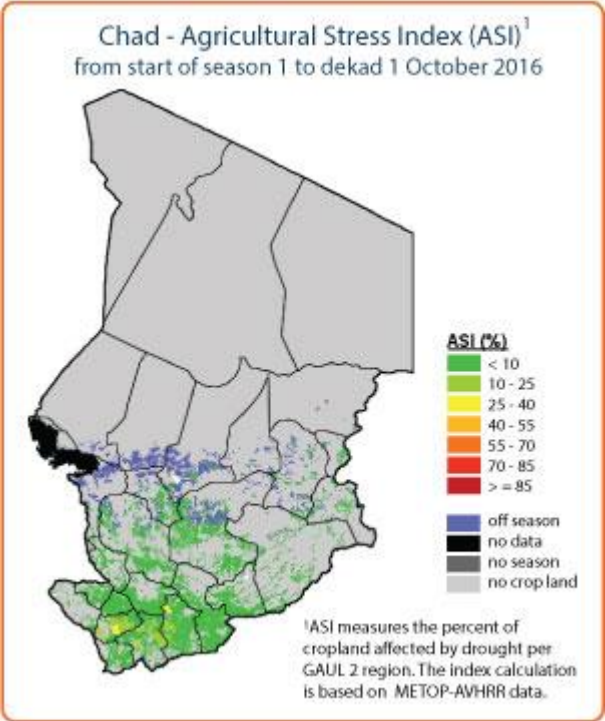 Chad - Agricultural Stress Index (ASI)¹
from start of season 1 to dekad 1 October 2016
ASI (%)
< 10
10 - 25
25 - 40
40 - 55
55 - 70
70 - 85
> = 85
off season
no data
no season
no crop land
¹ASI measures the percent of
cropland affected by drought per
GAUL 2 region. The index calculation
is based on METOP-AVHRR data.